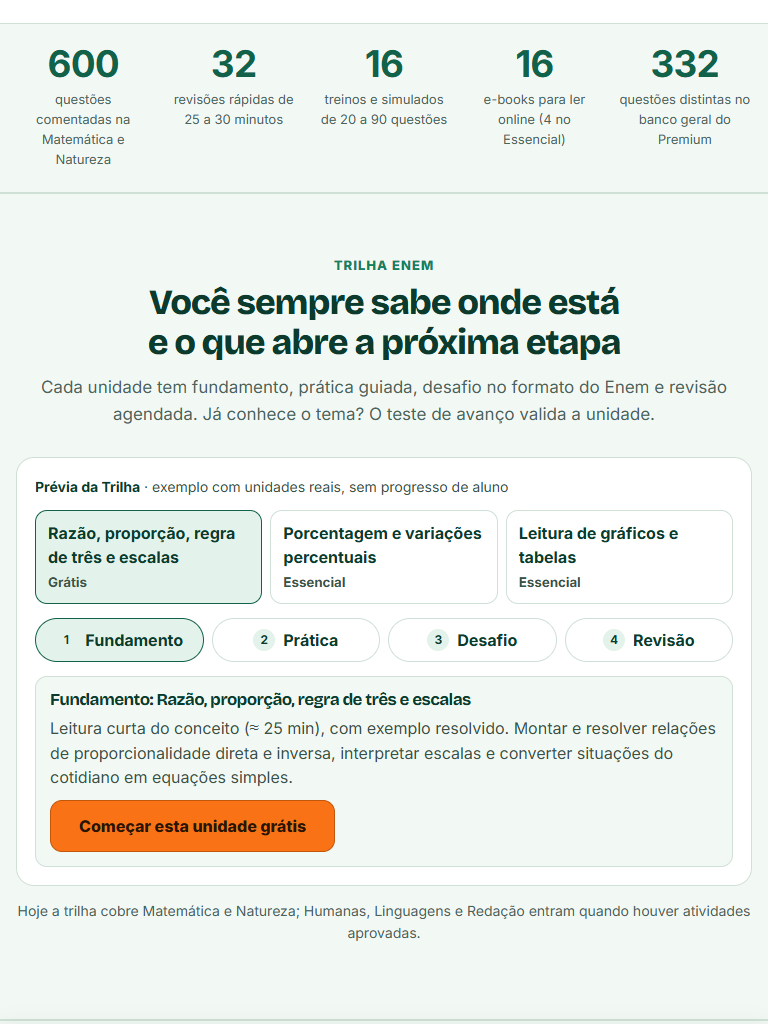 600
questões
comentadas na
Matemática e
Natureza
32
revisões rápidas de
25 a 30 minutos
16
treinos e simulados
de 20 a 90 questões
16
e-books para ler
online (4 no
Essencial)
332
questões distintas no
banco geral do
Premium
TRILHA ENEM
Você sempre sabe onde está
e o que abre a próxima etapa
Cada unidade tem fundamento, prática guiada, desafio no formato do Enem e revisão
agendada. Já conhece o tema? O teste de avanço valida a unidade.
Prévia da Trilha · exemplo com unidades reais, sem progresso de aluno
Razão, proporção, regra
de três e escalas
Grátis
Porcentagem e variações
percentuais
Essencial
Leitura de gráficos e
tabelas
Essencial
1 Fundamento
2 Prática
3 Desafio
4 Revisão
Fundamento: Razão, proporção, regra de três e escalas
Leitura curta do conceito (≈ 25 min), com exemplo resolvido. Montar e resolver relações
de proporcionalidade direta e inversa, interpretar escalas e converter situações do
cotidiano em equações simples.
Começar esta unidade grátis
Hoje a trilha cobre Matemática e Natureza; Humanas, Linguagens e Redação entram quando houver atividades
aprovadas.